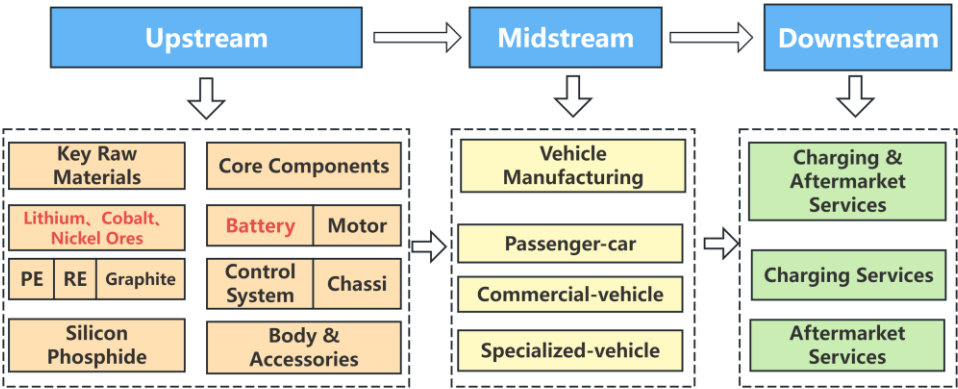 Upstream
Midstream
Downstream
Key Raw
Materials
Lithium、Cobalt、
Nickel Ores
PE
RE
Graphite
Silicon
Phosphide
Core Components
Battery
Motor
Control
System
Chassi
Body &
Accessories
Vehicle
Manufacturing
Passenger-car
Commercial-vehicle
Specialized-vehicle
Charging &
Aftermarket
Services
Charging Services
Aftermarket
Services